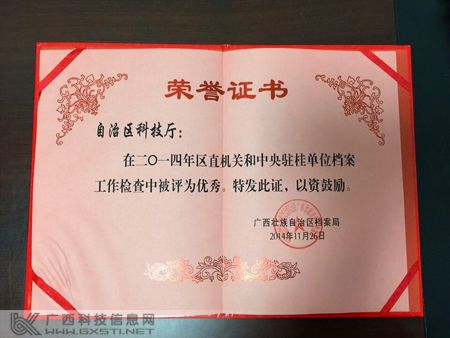 荣誉证书
自治区科技厅：
在二〇一四年区直机关和中央驻桂单位档案
工作检查中被评为优秀。特发此证，以资鼓励。
广西壮族自治区档案局
2014年11月26日
广西科技信息网
WWW.GXSTI.NET